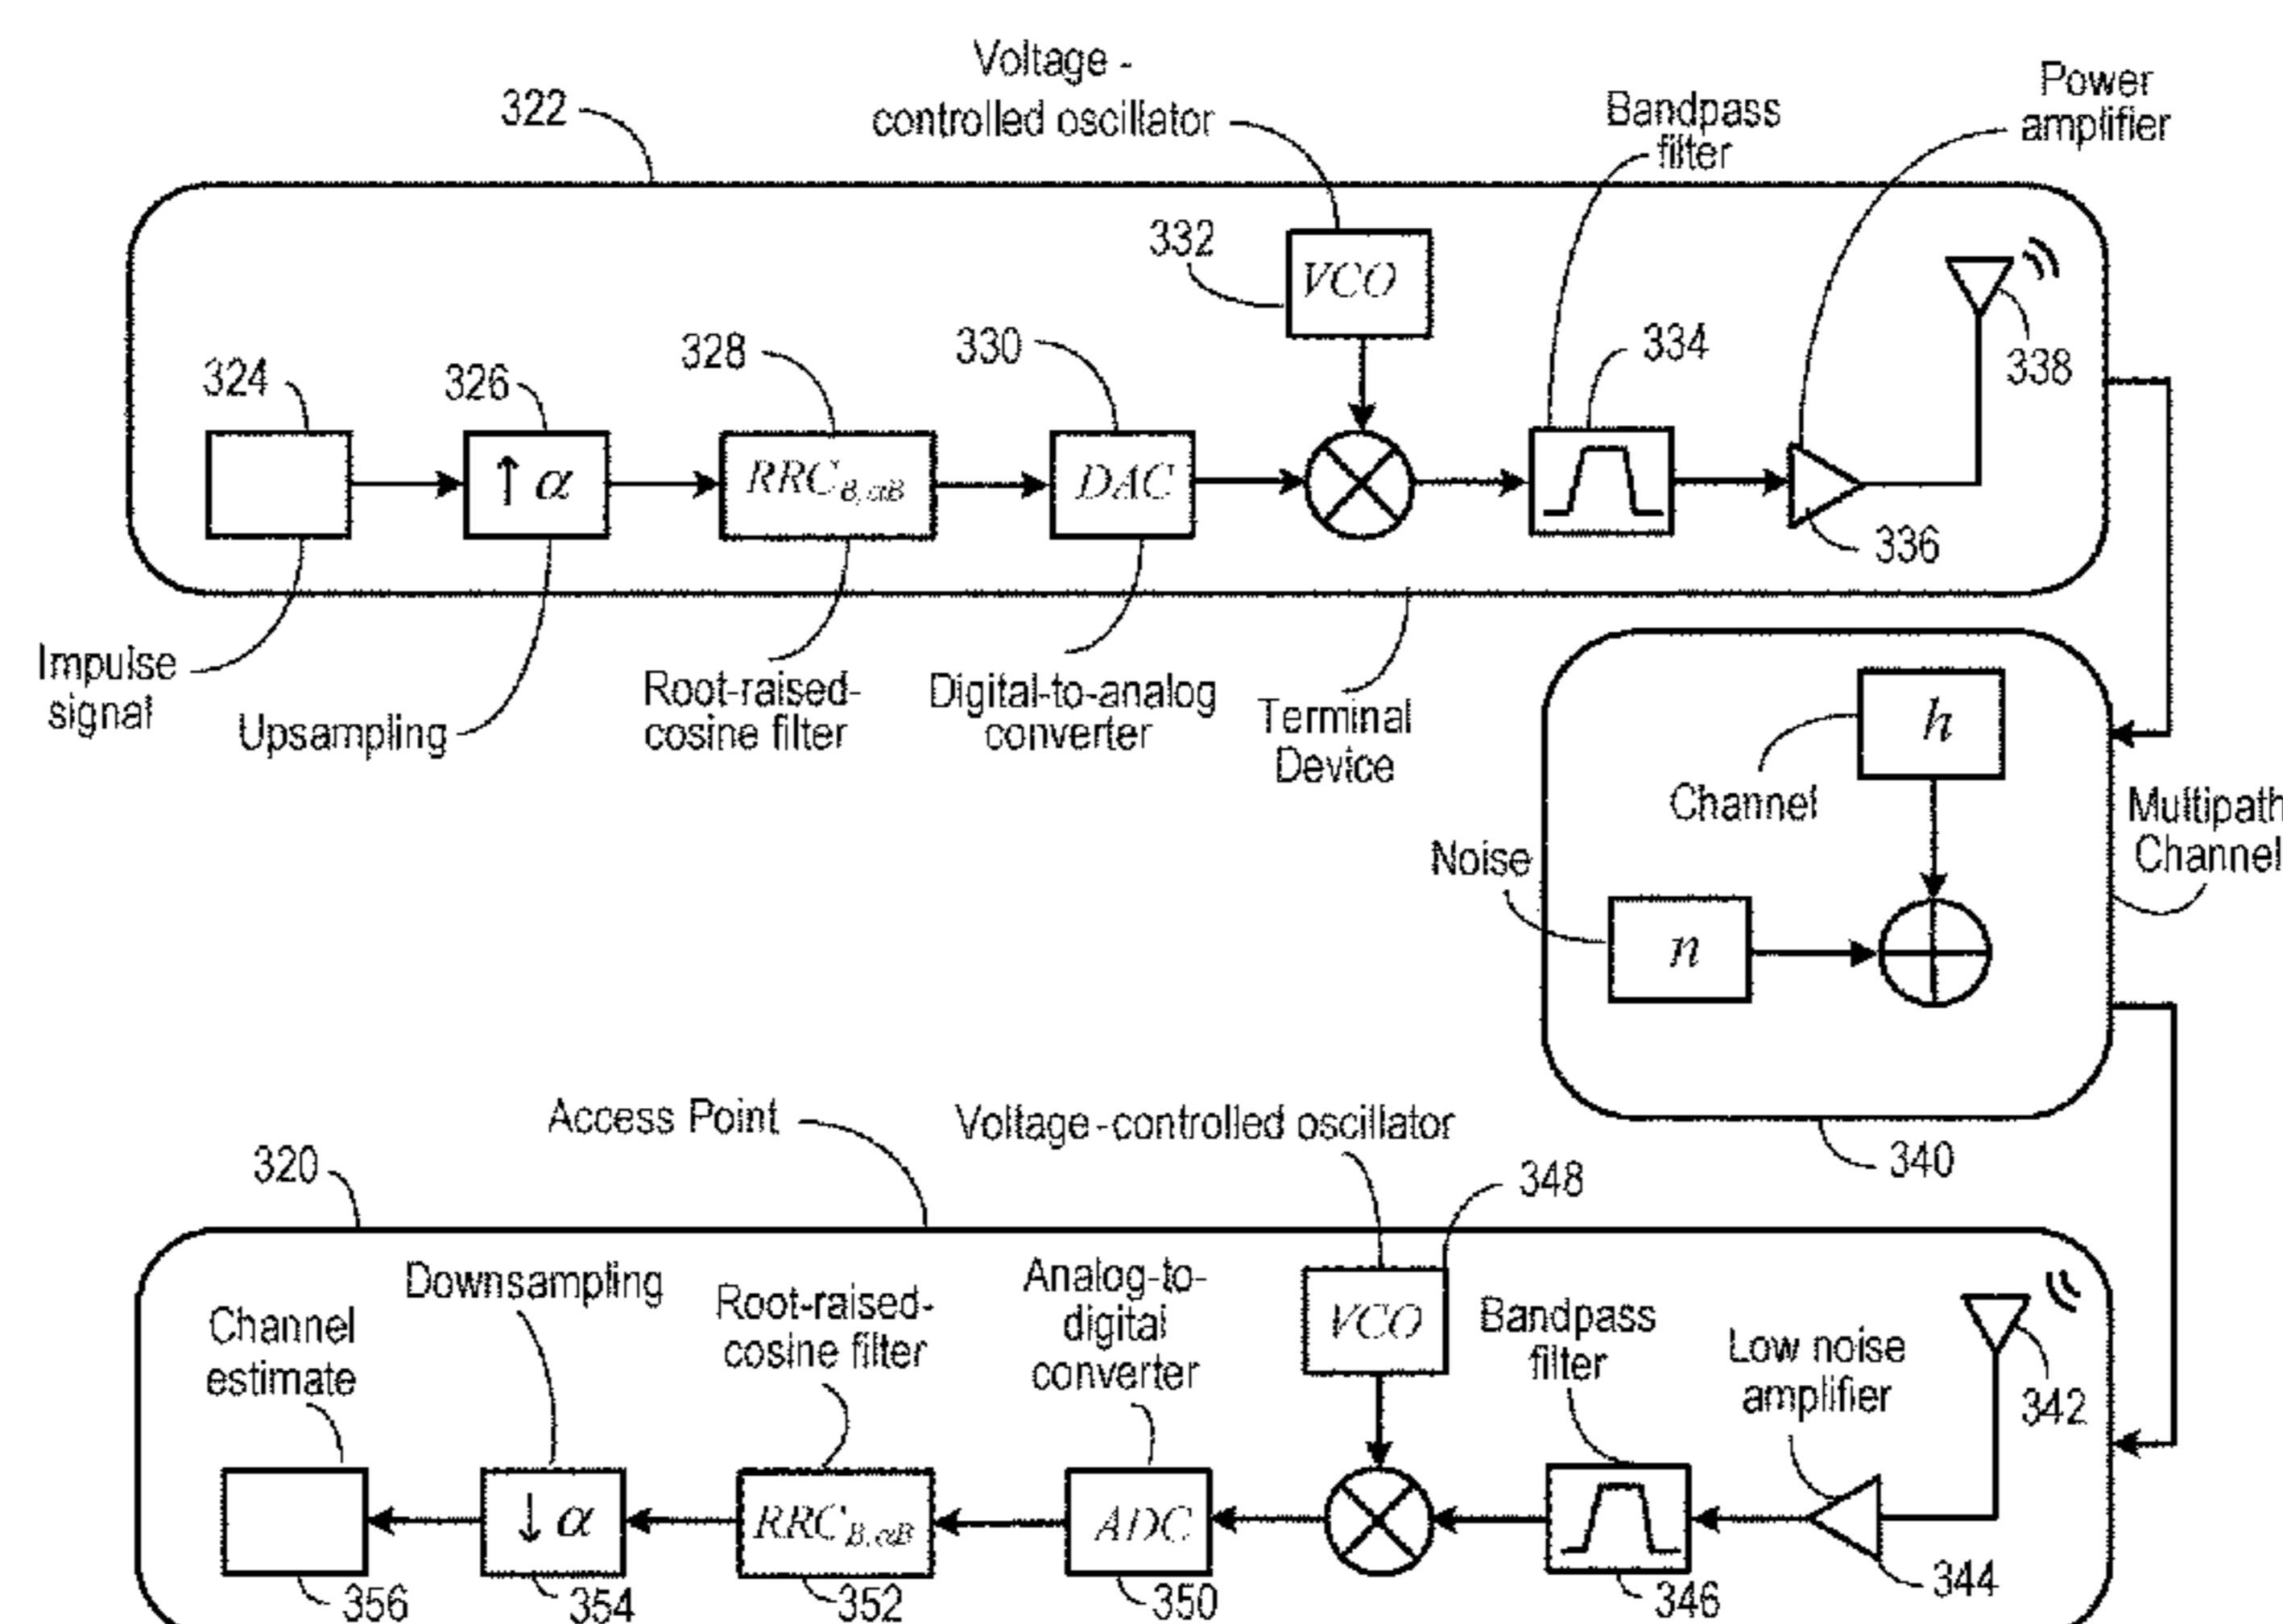 Voltage -
controlled oscillator
Power
amplifier
Bandpass
filter
322
332
VCO
338
324
326
328
330
334
↑ α
RRC B,αB
DAC
336
Impulse
signal
Upsampling
Root-raised-
cosine filter
Digital-to-analog
converter
Terminal
Device
h
Channel
Multipath
Channel
Noise
n
340
Access Point
Voltage-controlled oscillator
320
348
Downsampling
Channel
estimate
Root-raised-
cosine filter
Analog-to-
digital
converter
VCO
Bandpass
filter
Low noise
amplifier
342
↓ α
RRC B,αB
ADC
356
354
352
350
346
344